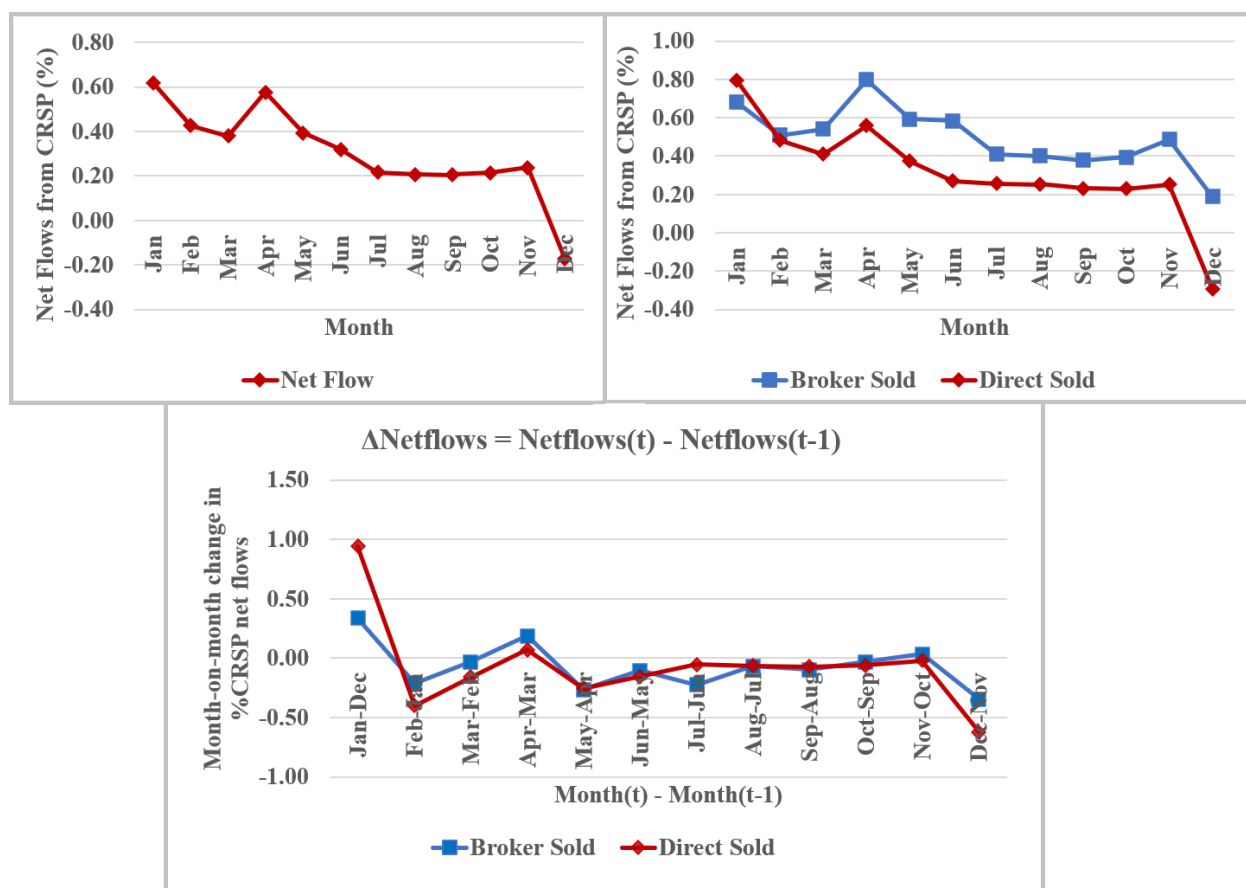 Net Flows from CRSP (%)
0.80
0.60
0.40
0.20
0.00
-0.20
-0.40
Jan
Feb
Mar
Apr
May
Jun
Jul
Aug
Sep
Oct
Nov
Dec
Month
Net Flow
Net Flows from CRSP (%)
1.00
0.80
0.60
0.40
0.20
0.00
-0.20
-0.40
Jan
Feb
Mar
Apr
May
Jun
Jul
Aug
Sep
Oct
Nov
Dec
Month
Broker Sold
Direct Sold
ΔNetflows = Netflows(t) - Netflows(t-1)
Month-on-month change in
%CRSP net flows
1.50
1.00
0.50
0.00
-0.50
-1.00
Jan-Dec
Feb-Jan
Mar-Feb
Apr-Mar
May-Apr
Jun-May
Jul-Jun
Aug-Jul
Sep-Aug
Oct-Sep
Nov-Oct
Dec-Nov
Month(t) - Month(t-1)
Broker Sold
Direct Sold